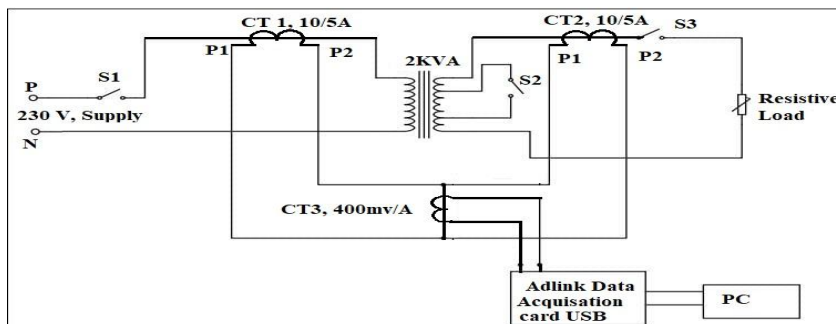 CT 1, 10/5A
CT2, 10/5A
S3
P1
P2
P1
P2
2KVA
S1
S2
P
Resistive
Load
230 V, Supply
N
CT3, 400mv/A
Adlink Data
Acquisation
card USB
PC